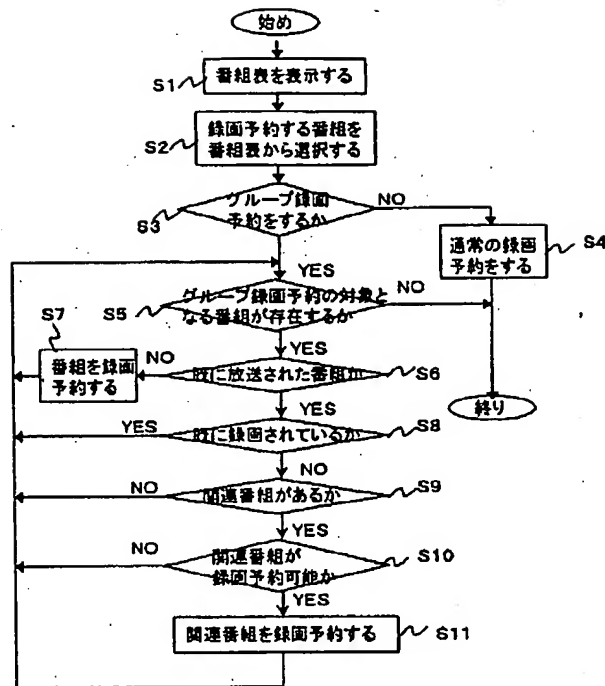 始め
S1
番組表を表示する
S2
録画予約する番組を
番組表から選択する
S3
グループ録画
予約をするか
NO
YES
通常の録画
予約をする
S4
S5
グループ録画予約の対象と
なる番組が存在するか
NO
YES
S7
番組を録画
予約する
NO
既に放送された番組か
S6
YES
終り
YES
既に録画されているか
S8
NO
NO
関連番組があるか
S9
YES
NO
関連番組が
録画予約可能か
S10
YES
関連番組を録画予約する
S11